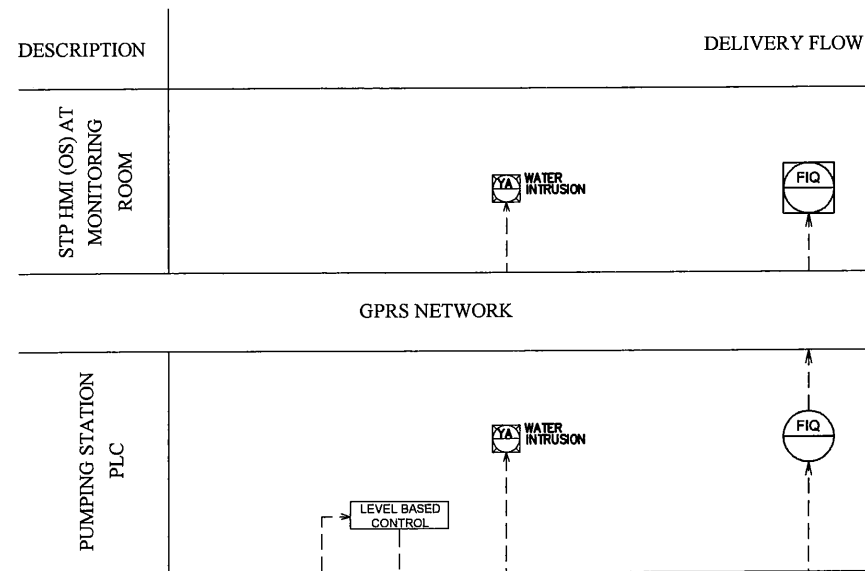 DESCRIPTION
DELIVERY FLOW
STP HMI (OS) AT
MONITORING
ROOM
YA
WATER
INTRUSION
FIQ
GPRS NETWORK
PUMPING STATION
PLC
YA
WATER
INTRUSION
FIQ
LEVEL BASED
CONTROL